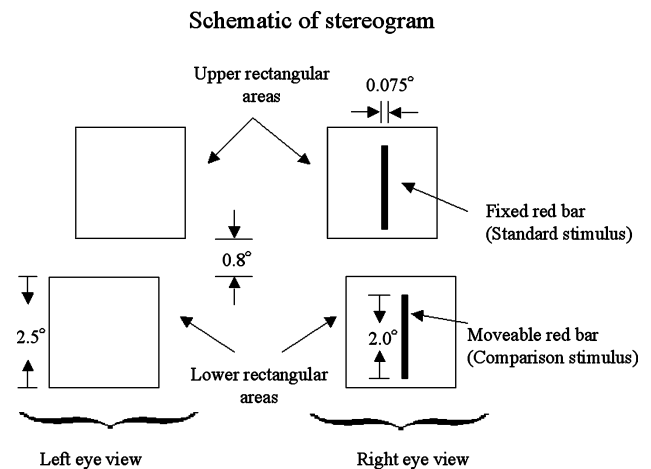 Schematic of stereogram
Upper rectangular
areas
0.075°
Fixed red bar
(Standard stimulus)
0.8°
2.5°
2.0°
Moveable red bar
(Comparison stimulus)
Lower rectangular
areas
Left eye view
Right eye view